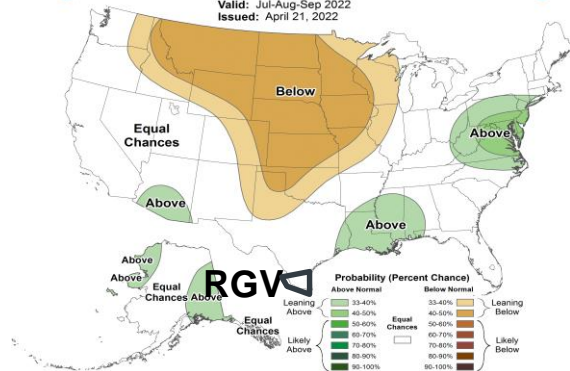 Valid: Jul-Aug-Sep 2022
Issued: April 21, 2022
Below
Equal
Chances
Above
Above
Above
Above
Above
Equal
Chances
Above
RGV
Equal
Chances
Probability (Percent Chance)
Above Normal
Below Normal
Leaning
Above
Likely
Above
33-40%
40-50%
50-60%
60-70%
70-80%
80-90%
90-100%
Equal
Chances
33-40%
40-50%
50-60%
60-70%
70-80%
80-90%
90-100%
Leaning
Below
Likely
Below